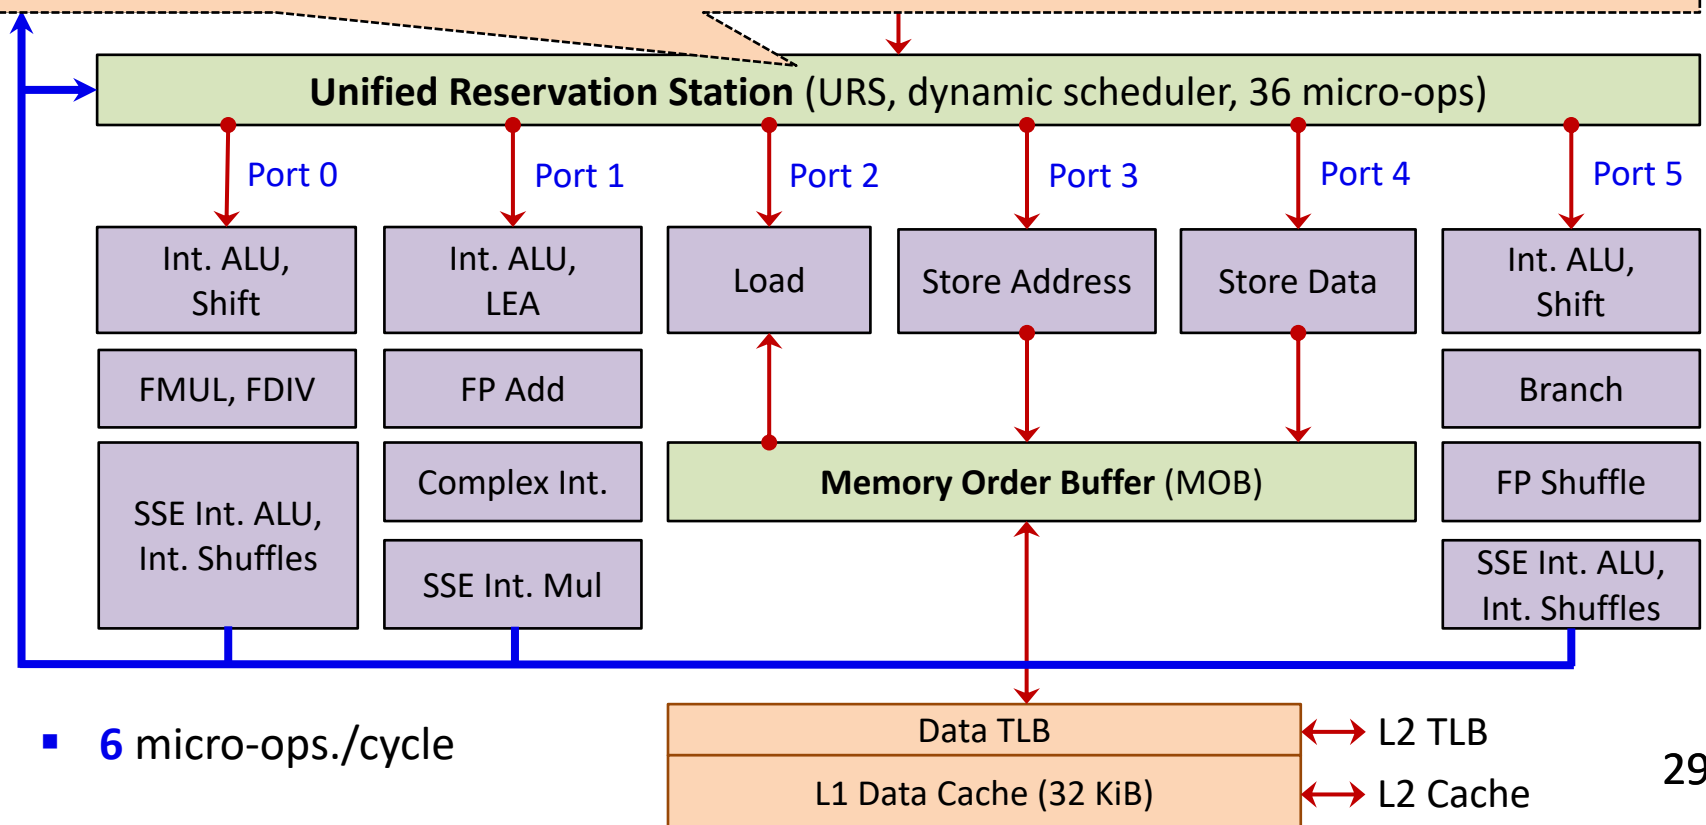 Unified Reservation Station (URS, dynamic scheduler, 36 micro-ops)
Port 0
Port 1
Port 2
Port 3
Port 4
Port 5
Int. ALU,
Shift
Int. ALU,
LEA
Load
Store Address
Store Data
Int. ALU,
Shift
FMUL, FDIV
FP Add
Branch
SSE Int. ALU,
Int. Shuffles
Complex Int.
Memory Order Buffer (MOB)
FP Shuffle
SSE Int. Mul
SSE Int. ALU,
Int. Shuffles
▪ 6 micro-ops./cycle
Data TLB
L2 TLB
L1 Data Cache (32 KiB)
L2 Cache
29